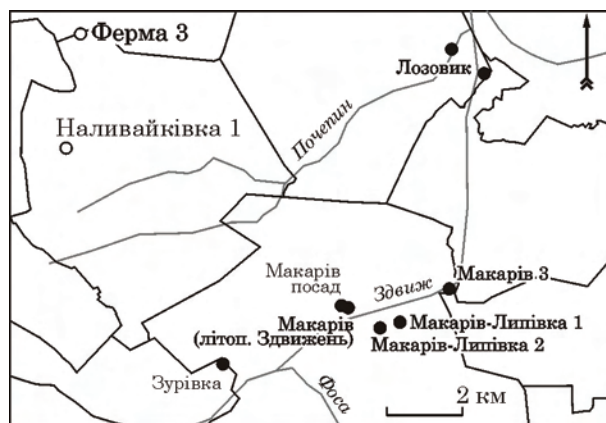 Ферма 3
Лозовик
Наливайківка 1
Почепин
Макарів
посад
Здвиж
Макарів 3
Макарів
(літоп. Здвижень)
Макарів-Липівка 1
Макарів-Липівка 2
Зурівка
Фоса
2 км